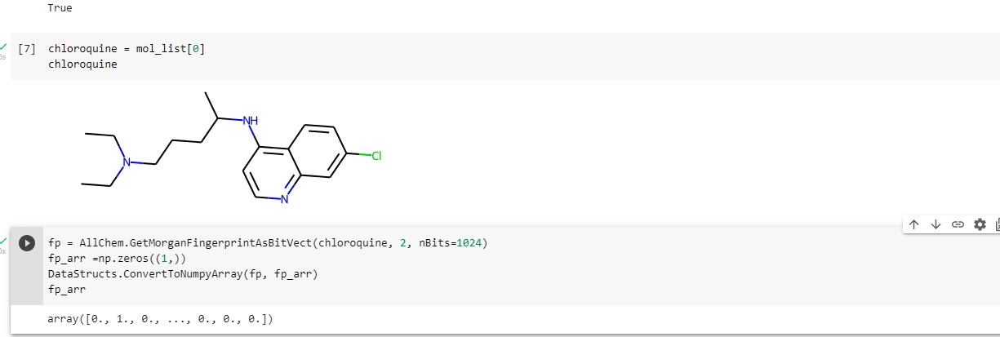 True
[7] chloroquine = mol_list[0]
chloroquine
NH
N
Cl
N
fp = AllChem.GetMorganFingerprintAsBitVect(chloroquine, 2, nBits=1024)
fp_arr =np.zeros((1,))
DataStructs.ConvertToNumpyArray(fp, fp_arr)
fp_arr
array([0., 1., 0., ..., 0., 0., 0.])